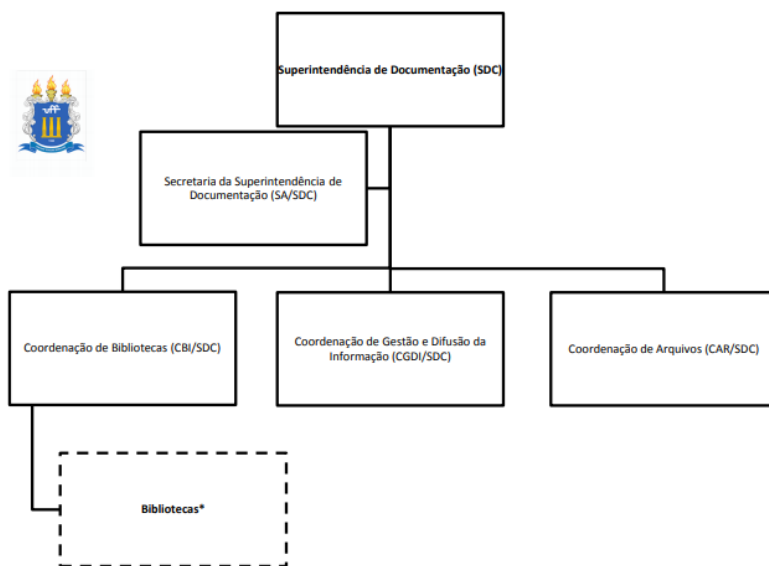 Superintendência de Documentação (SDC)
uff
Secretaria da Superintendência de
Documentação (SA/SDC)
Coordenação de Bibliotecas (CBI/SDC)
Coordenação de Gestão e Difusão da
Informação (CGDI/SDC)
Coordenação de Arquivos (CAR/SDC)
Bibliotecas*